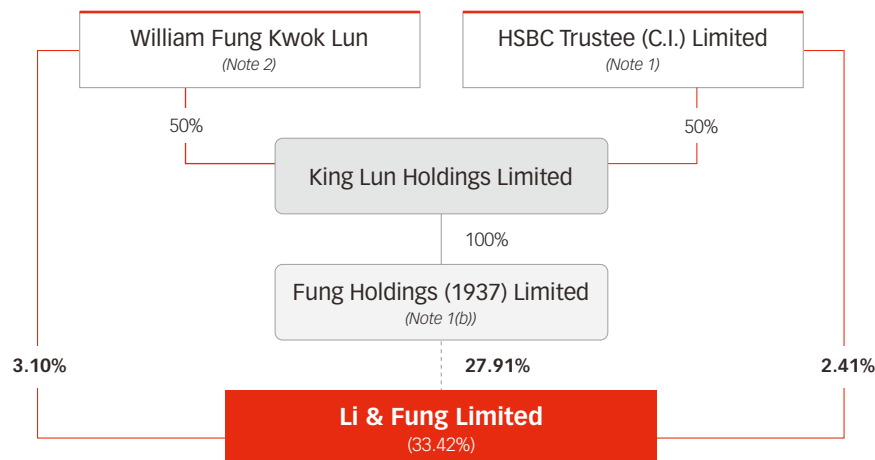 William Fung Kwok Lun
(Note 2)
HSBC Trustee (C.I.) Limited
(Note 1)
50%
50%
King Lun Holdings Limited
100%
Fung Holdings (1937) Limited
(Note 1(b))
3.10%
27.91%
2.41%
Li & Fung Limited
(33.42%)